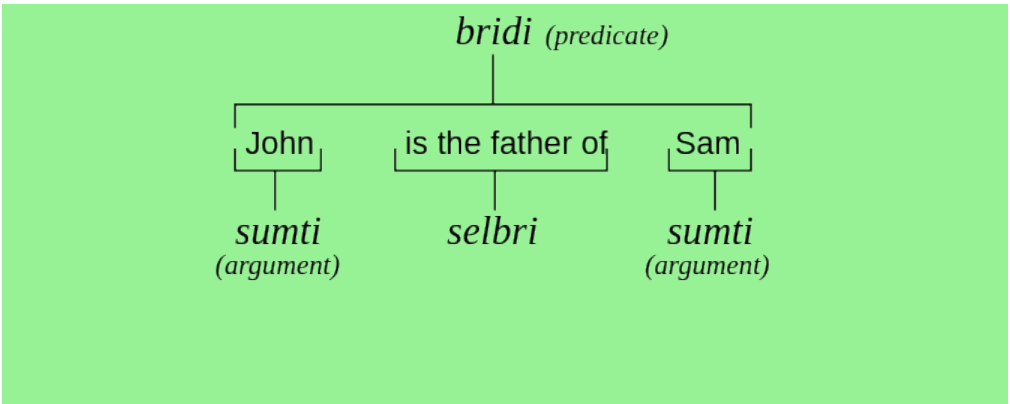 bridi (predicate)
John is the father of Sam
sumti selbri sumti
(argument) (argument)